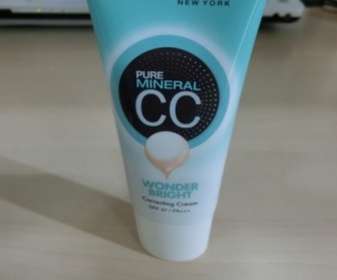 NEW YORK
PURE
MINERAL
CC
WONDER
BRIGHT
Correcting Cream